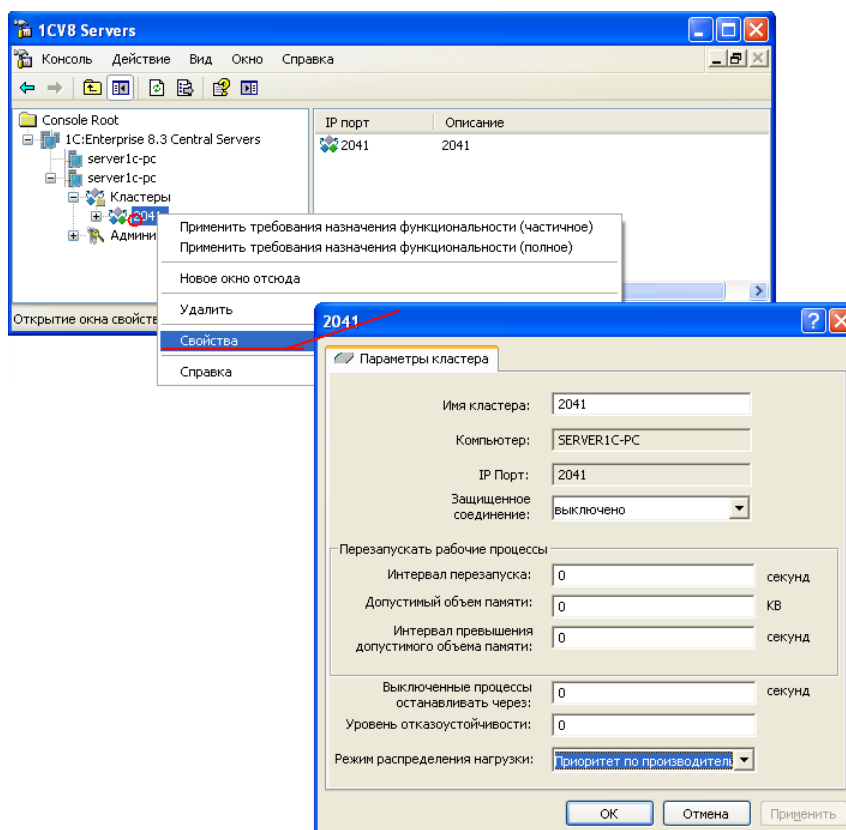 1CV8 Servers
Консоль Действие Вид Окно Справка
Console Root
1C:Enterprise 8.3 Central Servers
server1c-pc
server1c-pc
Кластеры
2041
Админи
IP порт Описание
2041 2041
Применить требования назначения функциональности (частичное)
Применить требования назначения функциональности (полное)
Новое окно отсюда
Удалить
Свойства
Справка
Открытие окна свойств
2041
Параметры кластера
Имя кластера: 2041
Компьютер: SERVER1C-PC
IP Порт: 2041
Защищенное
соединение: выключено
Перезапускать рабочие процессы
Интервал перезапуска: 0 секунд
Допустимый объем памяти: 0 КВ
Интервал превышения
допустимого объема памяти: 0 секунд
Выключенные процессы
останавливать через: 0 секунд
Уровень отказоустойчивости: 0
Режим распределения нагрузки: Приоритет по производител
ОК Отмена Применить